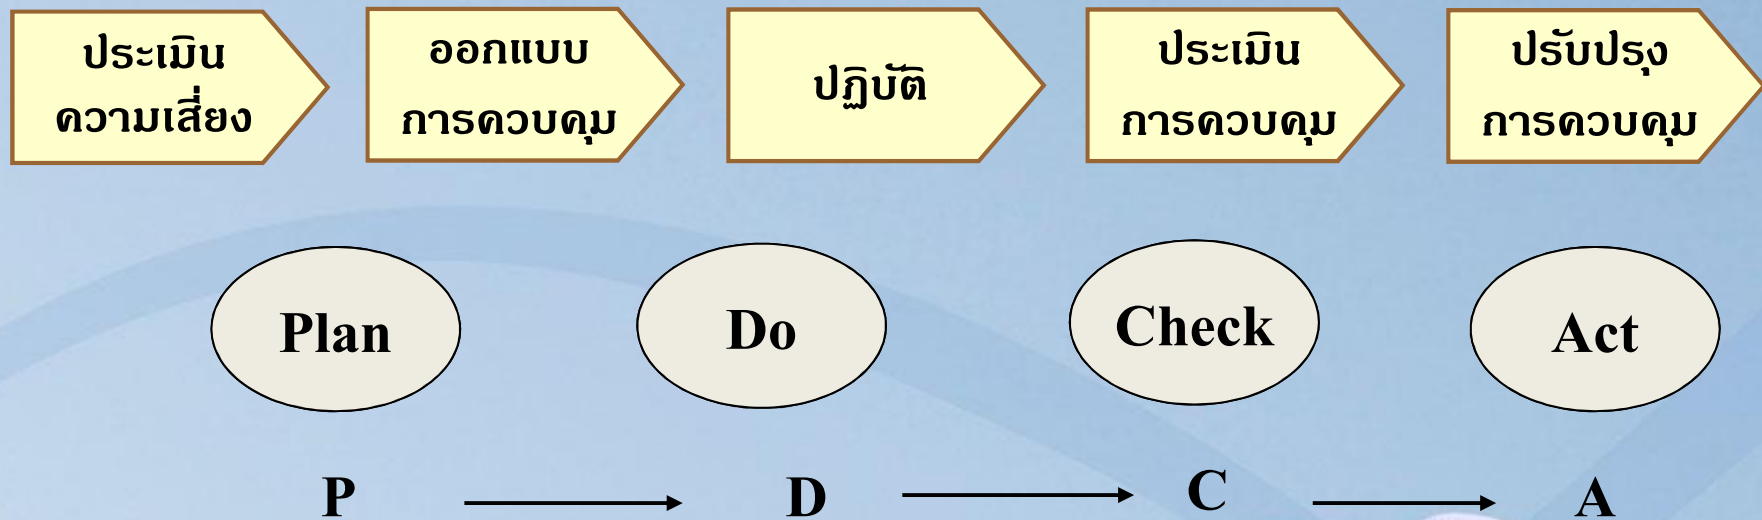 ประเมิน
ความเสี่ยง
ออกแบบ
การควบคุม
ปฏิบัติ
ประเมิน
การควบคุม
ปรับปรุง
การควบคุม
Plan
Do
Check
Act
P
D
C
A